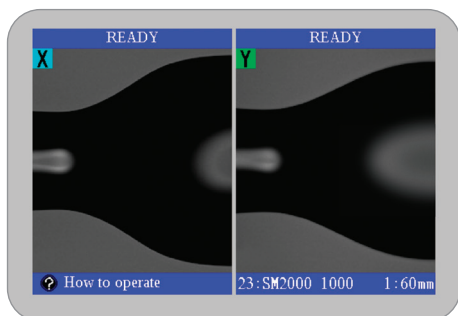 READY
READY
X
Y
? How to operate
23:SM2000 1000 1:60mm